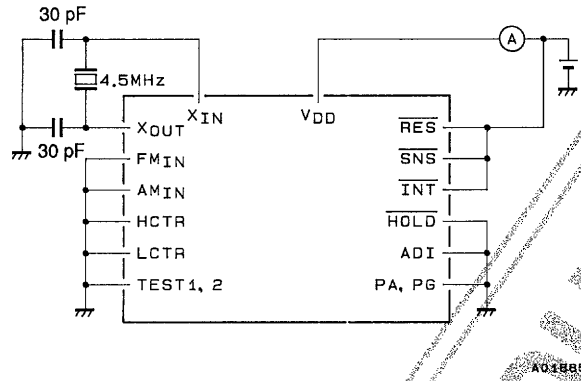 30 pF
A
4.5MHz
XIN
VDD
XOUT
RES
30 pF
FMIN
SNS
AMIN
INT
HCTR
HOLD
LCTR
ADI
TEST1, 2
PA, PG